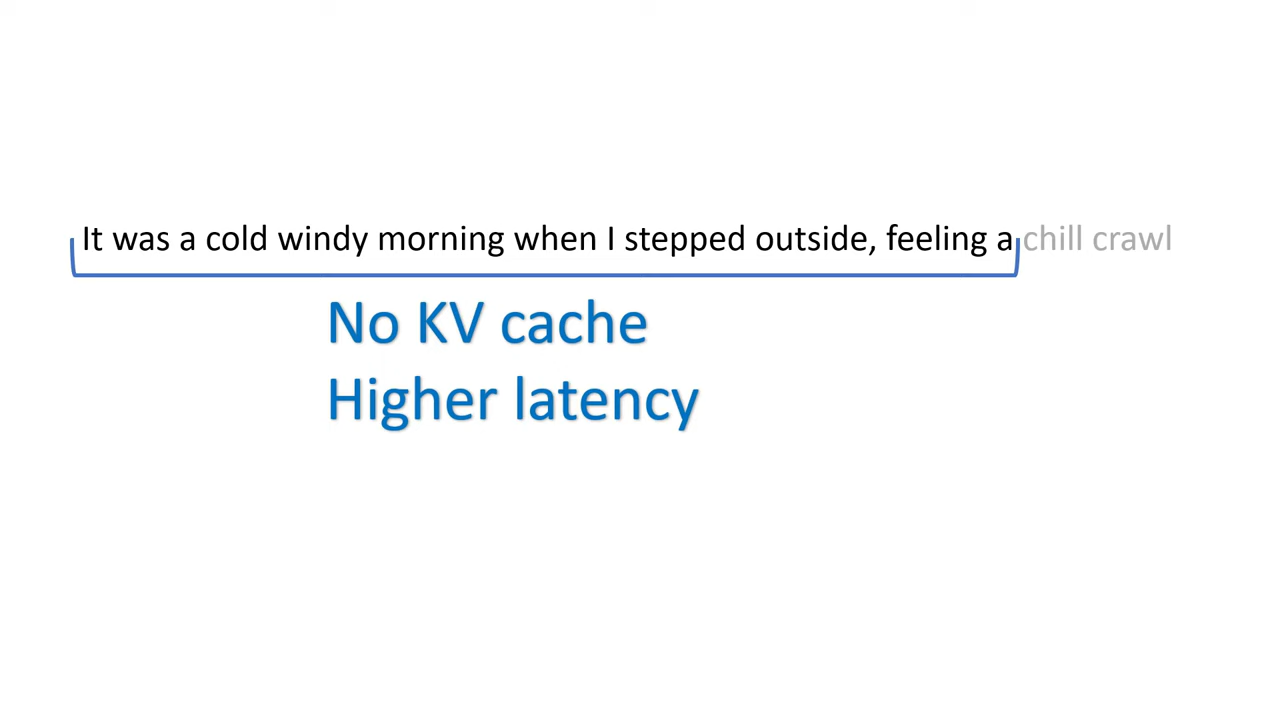 It was a cold windy morning when I stepped outside, feeling a chill crawl
No KV cache
Higher latency